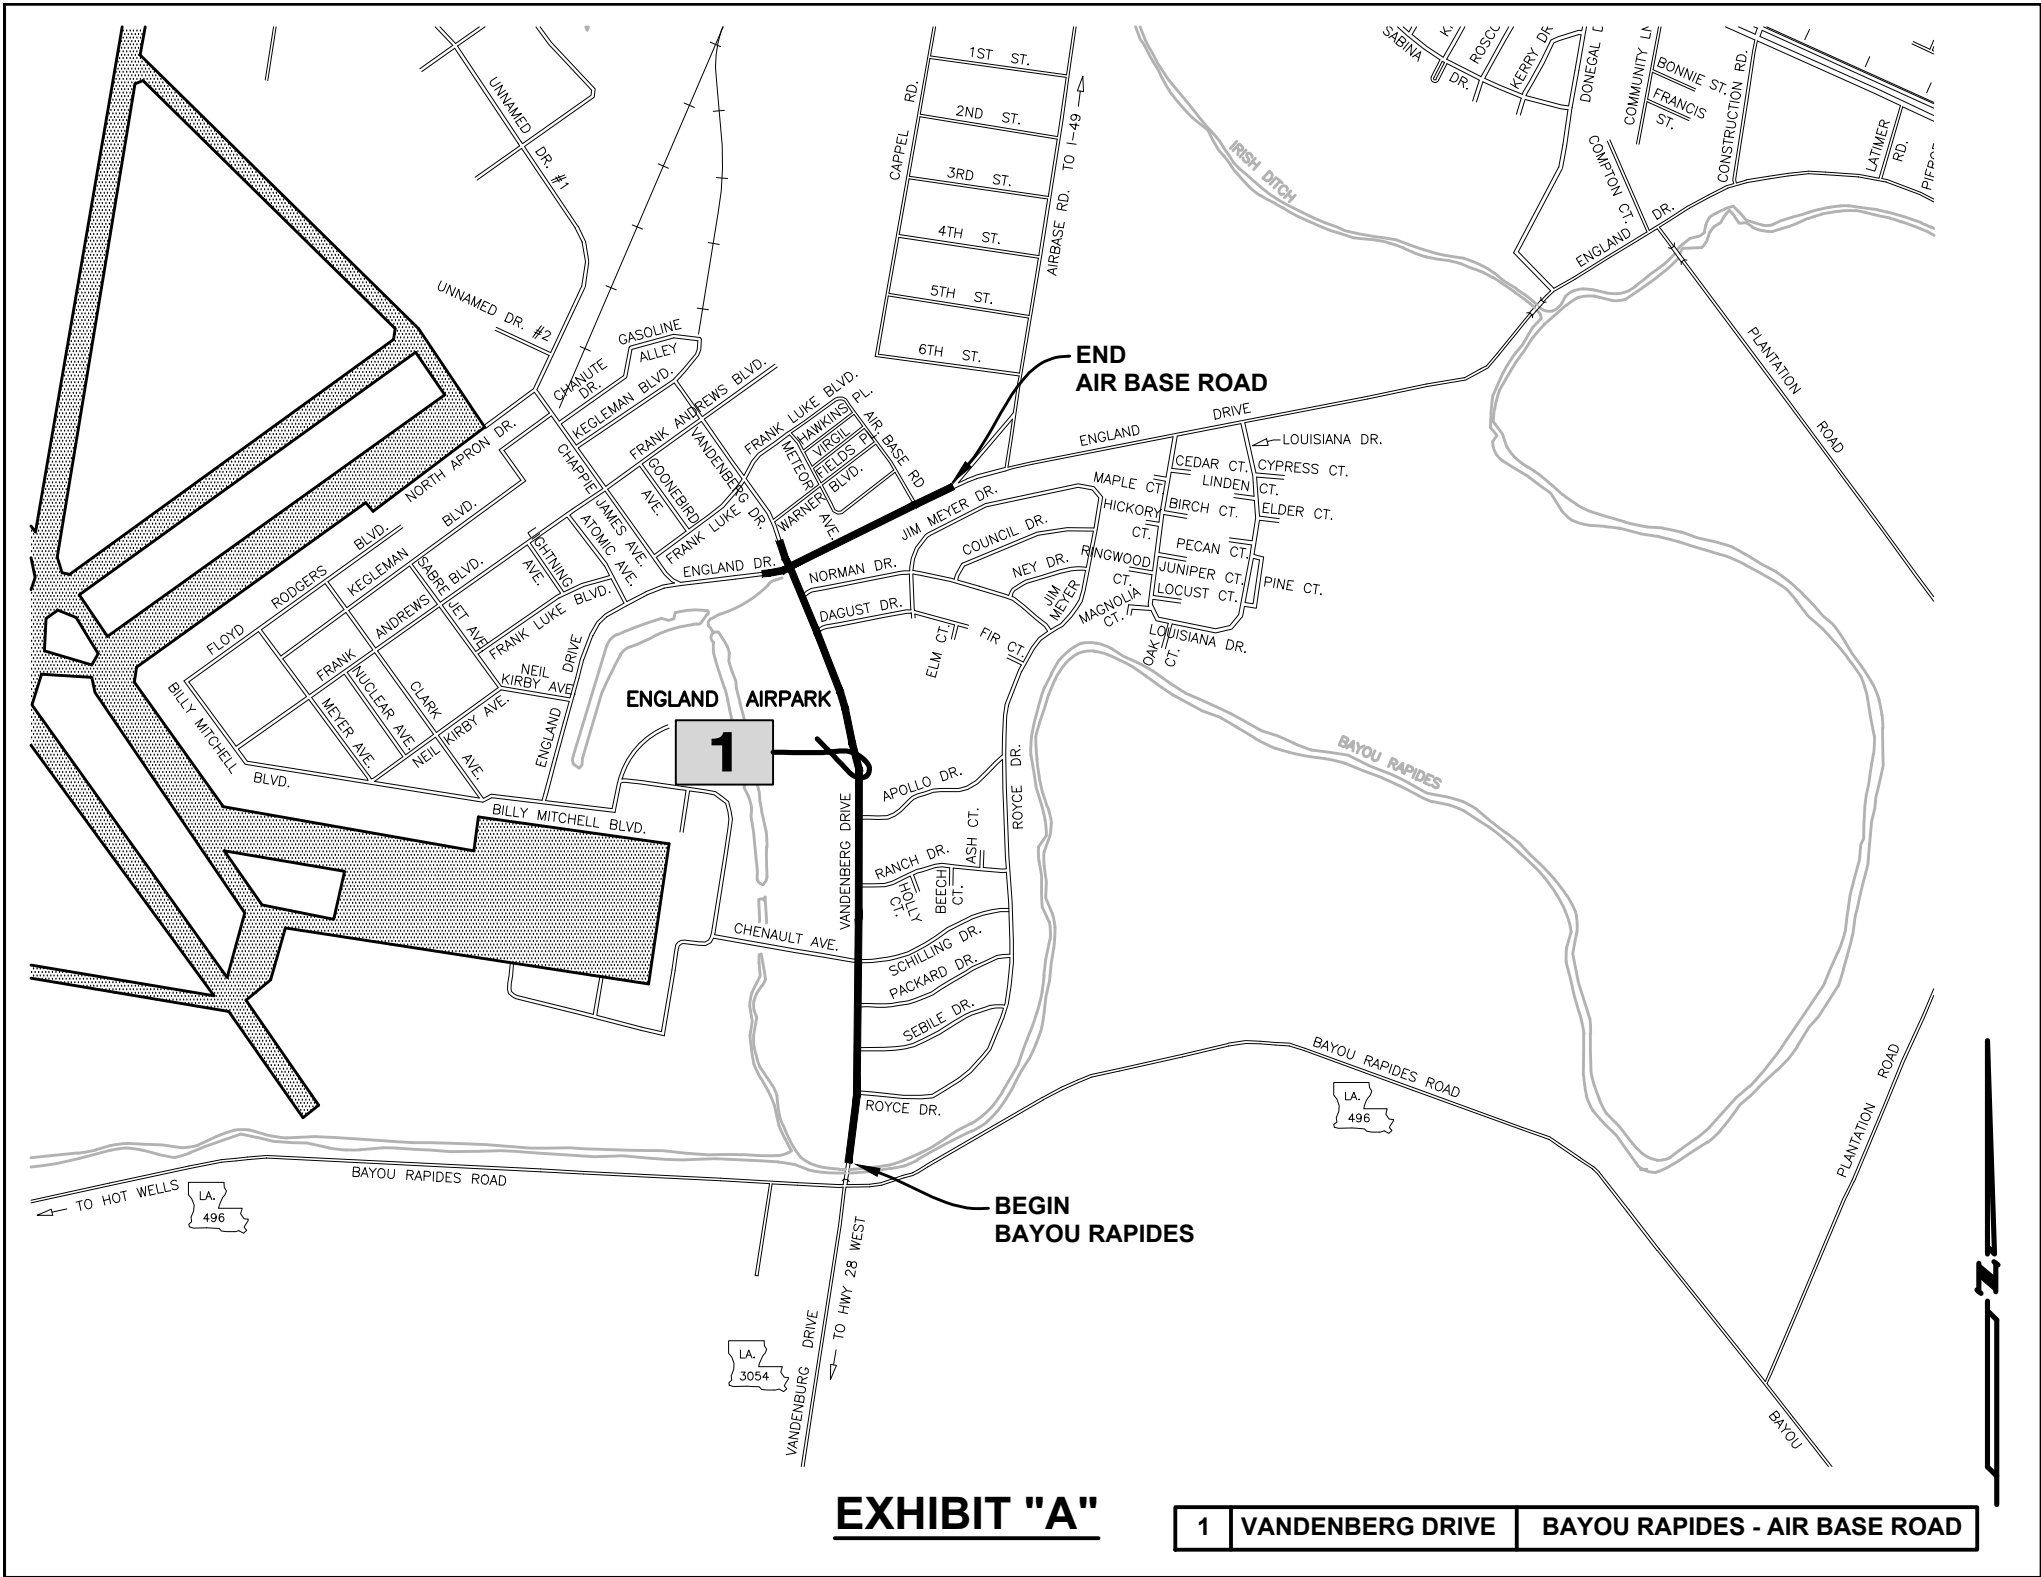 1ST ST.
2ND ST.
3RD ST.
4TH ST.
5TH ST.
6TH ST.
CAPPEL RD.
AIRBASE RD. TO I-49
UNNAMED DR. #1
UNNAMED DR. #2
IRISH DITCH
SABINA DR.
KERRY DR.
COMMUNITY
BONNIE ST.
FRANCIS ST.
CONSTRUCTION RD.
LATIMER RD.
COMPTON CT.
ENGLAND DR.
PLANTATION ROAD
GASOLINE ALLEY
CHANUTE DR.
KEGLEMAN BLVD.
FRANK ANDREWS BLVD.
FRANK LUKE BLVD.
HAWKINS PL.
VIRGIL
FIELDS PL.
METEOR AVE.
WARNER BLVD.
AIR BASE RD
VANDENBERG DR.
GOONEBIRD AVE.
FRANK LUKE
NORTH APRON DR.
CHAPPIE JAMES AVE.
ATOMIC AVE.
LIGHTNING AVE.
FLOYD RODGERS BLVD.
KEGLEMAN BLVD.
SABRE JET AVE.
FRANK ANDREWS BLVD.
FRANK LUKE BLVD.
ENGLAND DR.
END
AIR BASE ROAD
ENGLAND DRIVE
LOUISIANA DR.
CEDAR CT.
CYPRESS CT.
MAPLE CT.
LINDEN CT.
HICKORY CT.
BIRCH CT.
ELDER CT.
PECAN CT.
RINGWOOD CT.
JUNIPER CT.
PINE CT.
LOCUST CT.
MAGNOLIA CT.
LOUISIANA DR.
OAK CT.
JIM MEYER DR.
COUNCIL DR.
NORMAN DR.
NEY DR.
JIM MEYER
DAGUST DR.
ELM CT.
FIR CT.
BILLY MITCHELL BLVD.
MEYER AVE.
NUCLEAR AVE.
CLARK AVE.
NEIL KIRBY AVE.
NEIL
KIRBY AVE
ENGLAND DRIVE
BILLY MITCHELL BLVD.
ENGLAND AIRPARK
1
VANDENBERG DRIVE
APOLLO DR.
ROYCE DR.
RANCH DR.
ASH CT.
HOLLY CT.
BEECH CT.
CHENAULT AVE.
SCHILLING DR.
PACKARD DR.
SEBILE DR.
ROYCE DR.
BAYOU RAPIDES
BAYOU RAPIDES ROAD
LA.
496
PLANTATION ROAD
BAYOU
BAYOU RAPIDES ROAD
TO HOT WELLS
LA.
496
BEGIN
BAYOU RAPIDES
TO HWY 28 WEST
VANDENBURG DRIVE
LA.
3054
N
EXHIBIT "A"
1 VANDENBERG DRIVE BAYOU RAPIDES - AIR BASE ROAD